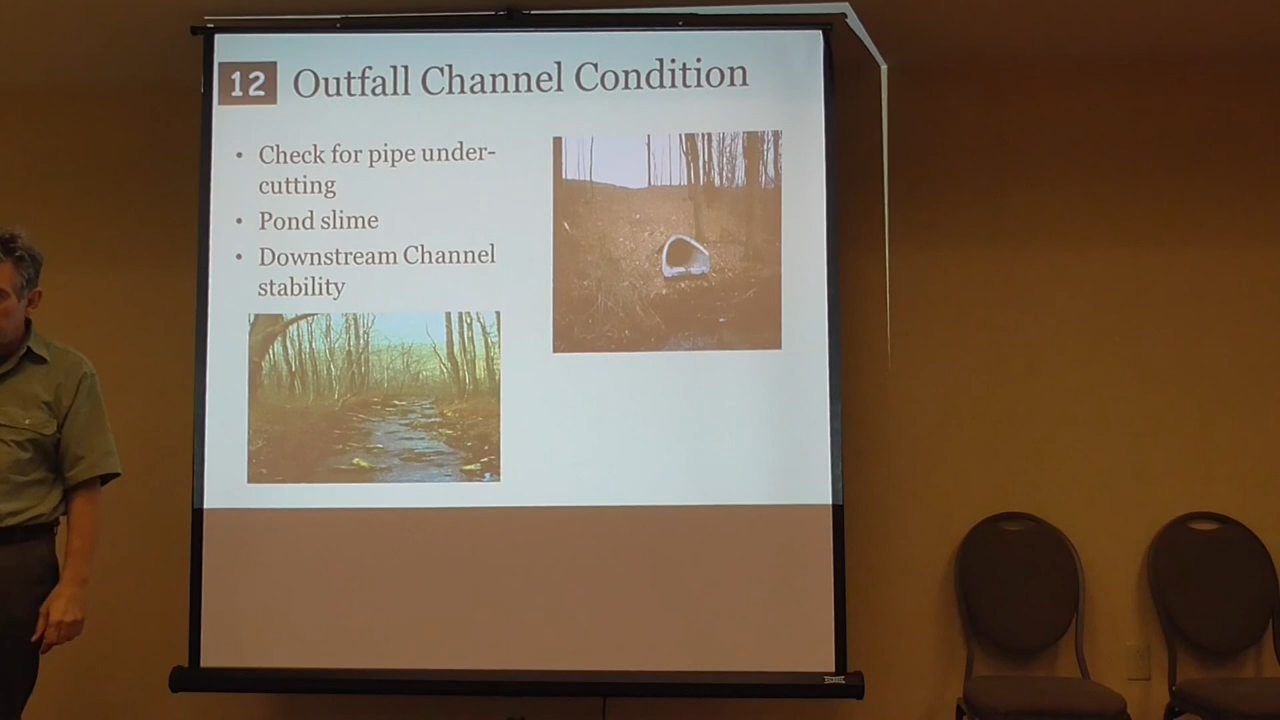 12 Outfall Channel Condition
• Check for pipe under-
cutting
• Pond slime
• Downstream Channel
stability